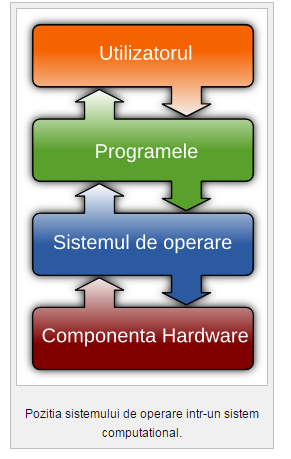 Utilizatorul
Programele
Sistemul de operare
Componenta Hardware
Pozitia sistemului de operare intr-un sistem
computational.